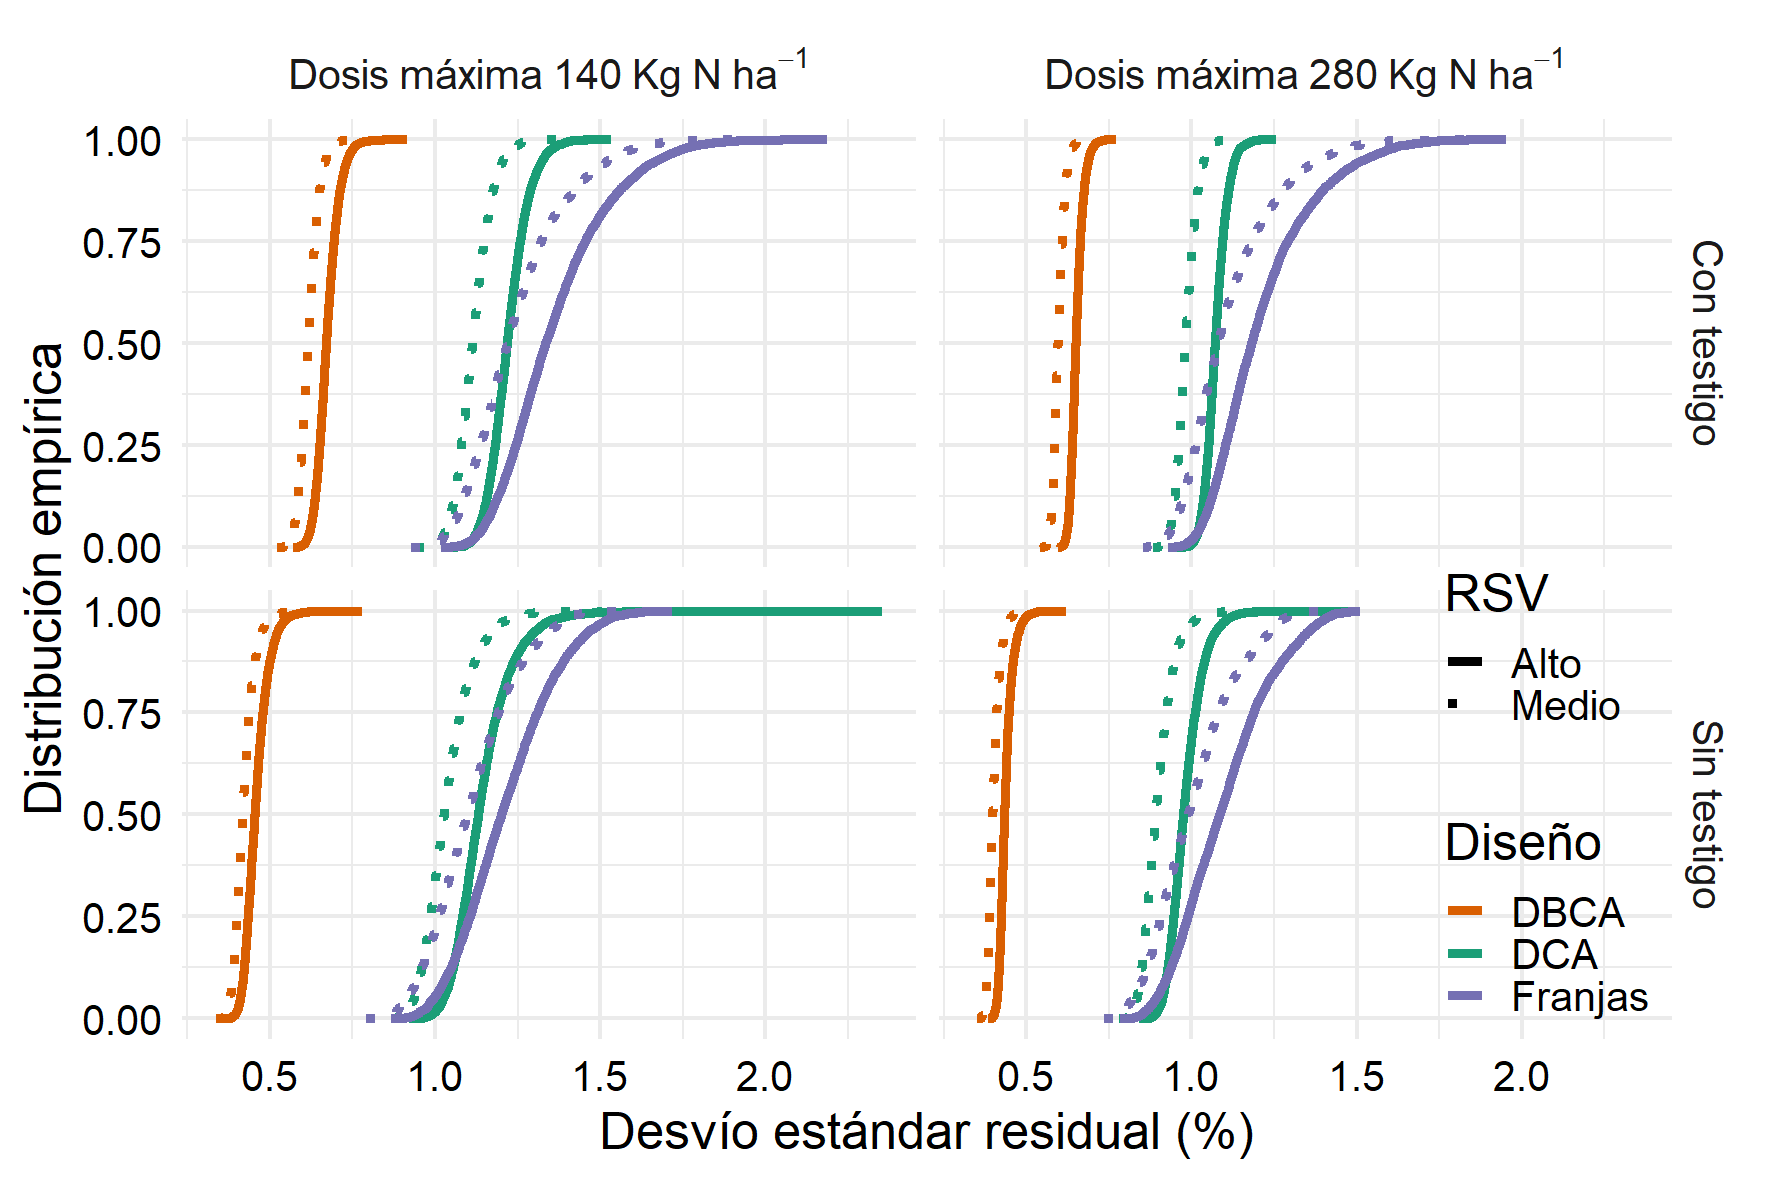 Dosis máxima 140 Kg N ha⁻¹
Dosis máxima 280 Kg N ha⁻¹
1.00
0.75
0.50
0.25
0.00
Con testigo
1.00
0.75
0.50
0.25
0.00
Sin testigo
Distribución empírica
RSV
Alto
Medio
Diseño
DBCA
DCA
Franjas
0.5 1.0 1.5 2.0
0.5 1.0 1.5 2.0
Desvío estándar residual (%)